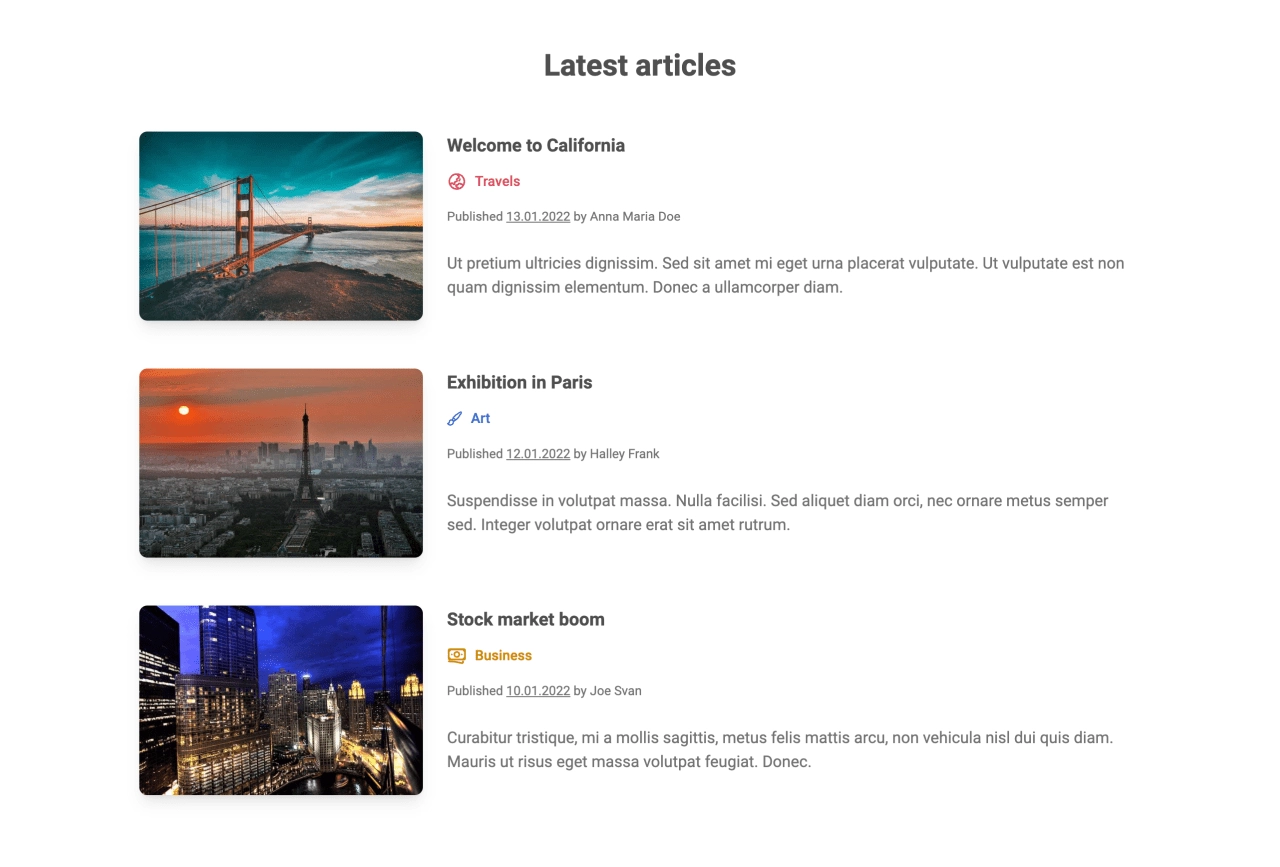 Latest articles
Welcome to California
Travels
Published 13.01.2022 by Anna Maria Doe
Ut pretium ultricies dignissim. Sed sit amet mi eget urna placerat vulputate. Ut vulputate est non
quam dignissim elementum. Donec a ullamcorper diam.
Exhibition in Paris
Art
Published 12.01.2022 by Halley Frank
Suspendisse in volutpat massa. Nulla facilisi. Sed aliquet diam orci, nec ornare metus semper
sed. Integer volutpat ornare erat sit amet rutrum.
Stock market boom
Business
Published 10.01.2022 by Joe Svan
Curabitur tristique, mi a mollis sagittis, metus felis mattis arcu, non vehicula nisl dui quis diam.
Mauris ut risus eget massa volutpat feugiat. Donec.